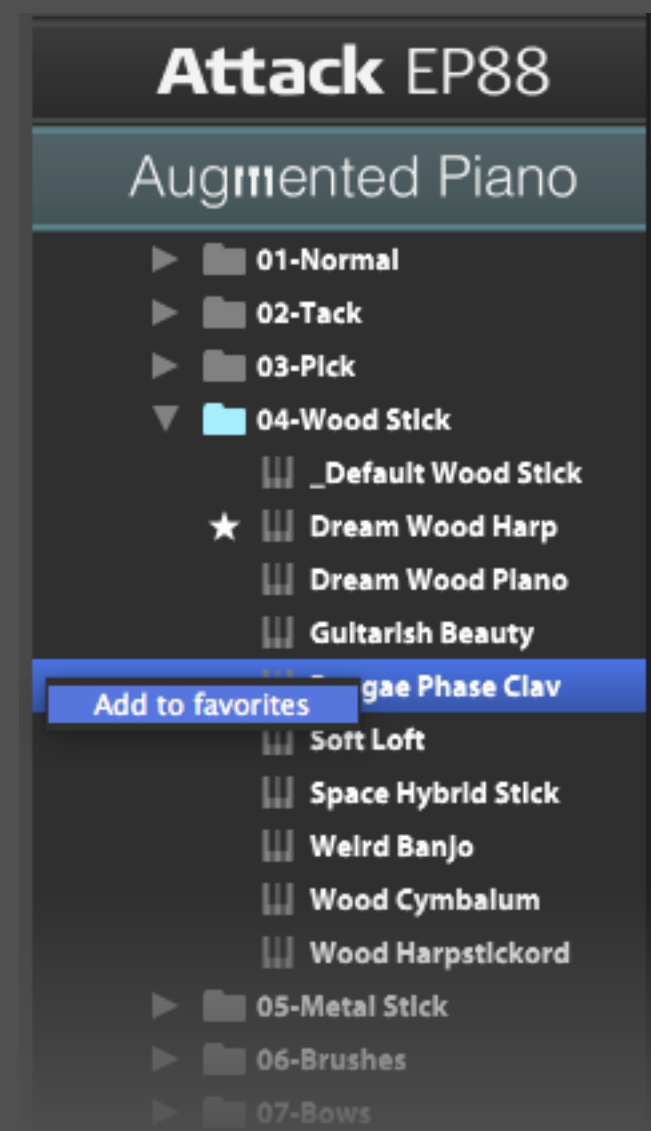 Attack EP88
Augmented Piano
01-Normal
02-Tack
03-Pick
04-Wood Stick
_Default Wood Stick
Dream Wood Harp
Dream Wood Piano
Guitarish Beauty
gae Phase Clav
Add to favorites
Soft Loft
Space Hybrid Stick
Weird Banjo
Wood Cymbalum
Wood Harpstickord
05-Metal Stick
06-Brushes
07-Bows